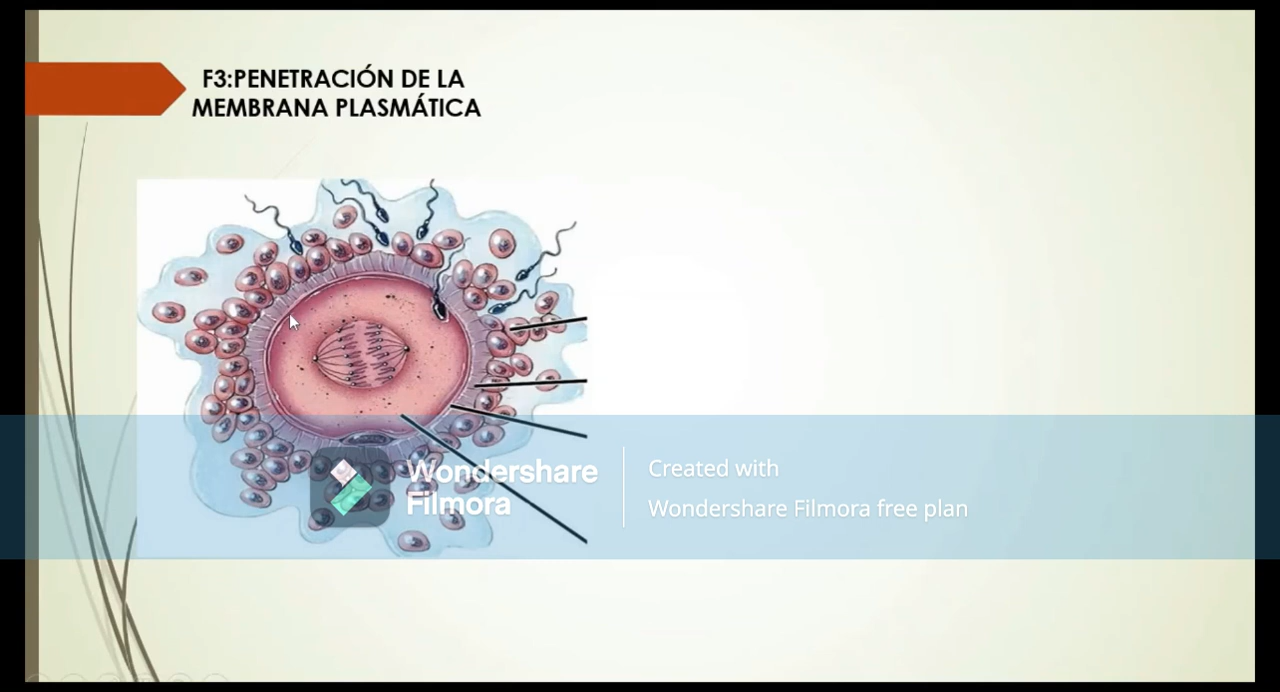 F3:PENETRACIÓN DE LA
MEMBRANA PLASMÁTICA
Wondershare
Filmora
Created with
Wondershare Filmora free plan